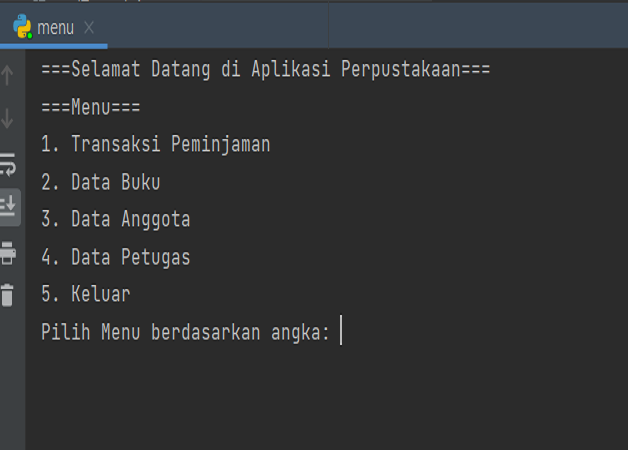 menu
===Selamat Datang di Aplikasi Perpustakaan===
===Menu===
1. Transaksi Peminjaman
2. Data Buku
3. Data Anggota
4. Data Petugas
5. Keluar
Pilih Menu berdasarkan angka: